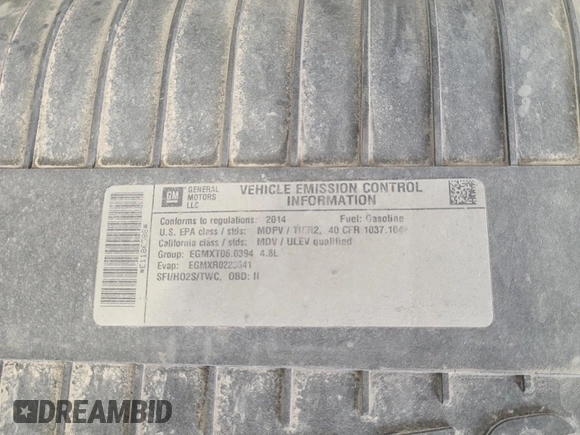 GM
GENERAL MOTORS LLC
VEHICLE EMISSION CONTROL INFORMATION
Conforms to regulations: 2014 Fuel: Gasoline
U.S. EPA class / stds: MDPV / TIER2, 40 CFR 1037.104
California class / stds: MDV / ULEV qualified
Group: EGMXT06.0394 4.8L
Evap: EGMXR0223841
SFI/HO2S/TWC, OBD: II
DREAMBID